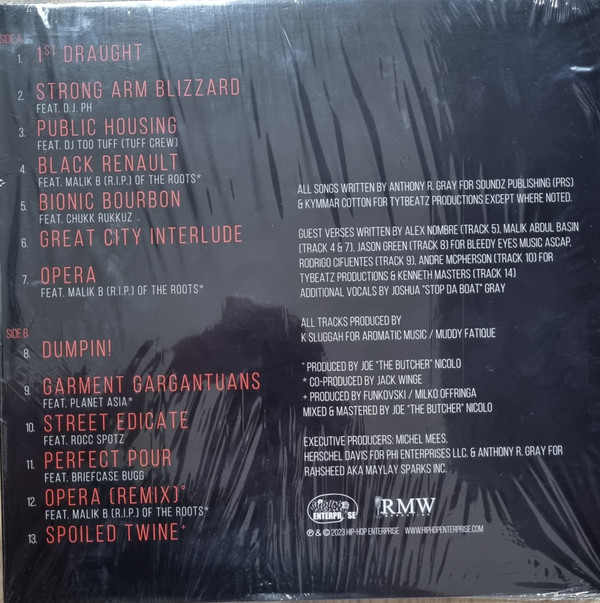 SIDE A
1. 1ST DRAUGHT
2. STRONG ARM BLIZZARD
FEAT. D.J. PH
3. PUBLIC HOUSING
FEAT. DJ TOO TUFF (TUFF CREW)
4. BLACK RENAULT
FEAT. MALIK B (R.I.P.) OF THE ROOTS*
5. BIONIC BOURBON
FEAT. CHUKK RUKKUZ
6. GREAT CITY INTERLUDE
7. OPERA
FEAT. MALIK B (R.I.P.) OF THE ROOTS*
SIDE B
8. DUMPIN!
9. GARMENT GARGANTUANS
FEAT. PLANET ASIA*
10. STREET EDICATE
FEAT. ROCC SPOTZ
11. PERFECT POUR
FEAT. BRIEFCASE BUGG
12. OPERA (REMIX)°
FEAT. MALIK B (R.I.P.) OF THE ROOTS*
13. SPOILED TWINE+
ALL SONGS WRITTEN BY ANTHONY R. GRAY FOR SOUNDZ PUBLISHING (PRS)
& KYMMAR COTTON FOR TYBEATZ PRODUCTIONS EXCEPT WHERE NOTED.
GUEST VERSES WRITTEN BY ALEX NOMBRE (TRACK 5), MALIK ABDUL BASIN
(TRACK 4 & 7), JASON GREEN (TRACK 8) FOR BLEEDY EYES MUSIC ASCAP,
RODRIGO CIFUENTES (TRACK 9), ANDRE MCPHERSON (TRACK 10) FOR
TYBEATZ PRODUCTIONS & KENNETH MASTERS (TRACK 14)
ADDITIONAL VOCALS BY JOSHUA "STOP DA BOAT" GRAY
ALL TRACKS PRODUCED BY
K SLUGGAH FOR AROMATIC MUSIC / MUDDY FATIQUE
° PRODUCED BY JOE "THE BUTCHER" NICOLO
* CO-PRODUCED BY JACK WINGE
+ PRODUCED BY FUNKOVSKI / MILKO OFFRINGA
MIXED & MASTERED BY JOE "THE BUTCHER" NICOLO
EXECUTIVE PRODUCERS: MICHEL MEES.
HERSCHEL DAVIS FOR PHI ENTERPRISES LLC. & ANTHONY R. GRAY FOR
RAHSHEED AKA MAYLAY SPARKS INC.
HIPHOP ENTERPRISE
RMW
℗ & © 2023 HIP-HOP ENTERPRISE WWW.HIPHOPENTERPRISE.COM